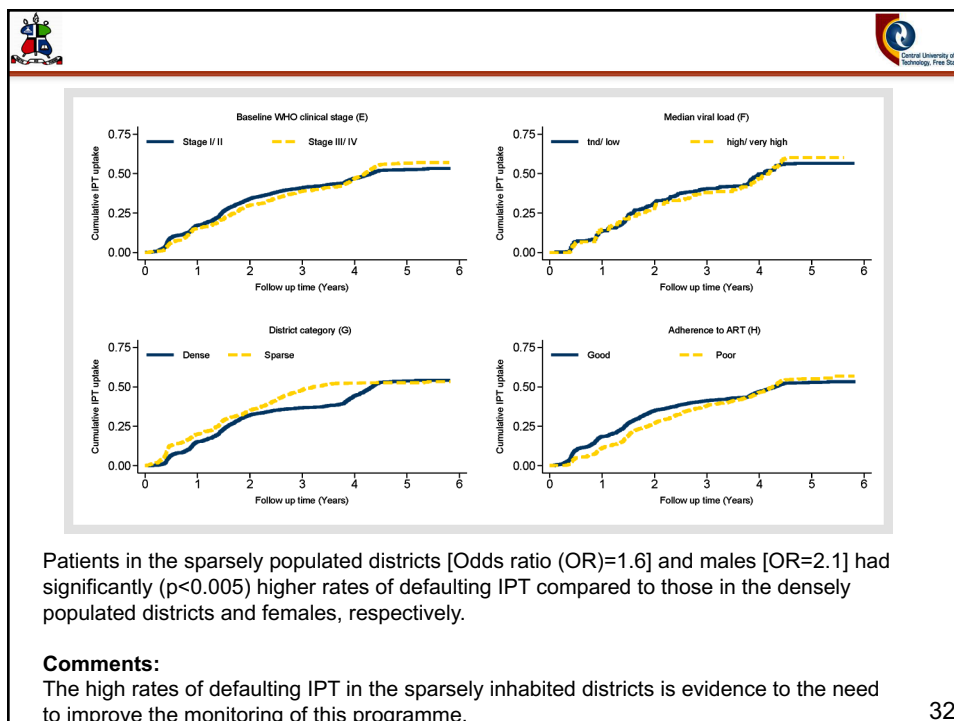 Central University of
Technology, Free Sta
Baseline WHO clinical stage (E)
Stage I/ II
Stage III/ IV
Cumulative IPT uptake
0.75
0.50
0.25
0.00
0 1 2 3 4 5 6
Follow up time (Years)
Median viral load (F)
tnd/ low
high/ very high
Cumulative IPT uptake
0.75
0.50
0.25
0.00
0 1 2 3 4 5 6
Follow up time (Years)
District category (G)
Dense
Sparse
Cumulative IPT uptake
0.75
0.50
0.25
0.00
0 1 2 3 4 5 6
Follow up time (Years)
Adherence to ART (H)
Good
Poor
Cumulative IPT uptake
0.75
0.50
0.25
0.00
0 1 2 3 4 5 6
Follow up time (Years)
Patients in the sparsely populated districts [Odds ratio (OR)=1.6] and males [OR=2.1] had
significantly (p<0.005) higher rates of defaulting IPT compared to those in the densely
populated districts and females, respectively.
Comments:
The high rates of defaulting IPT in the sparsely inhabited districts is evidence to the need
to improve the monitoring of this programme.
32